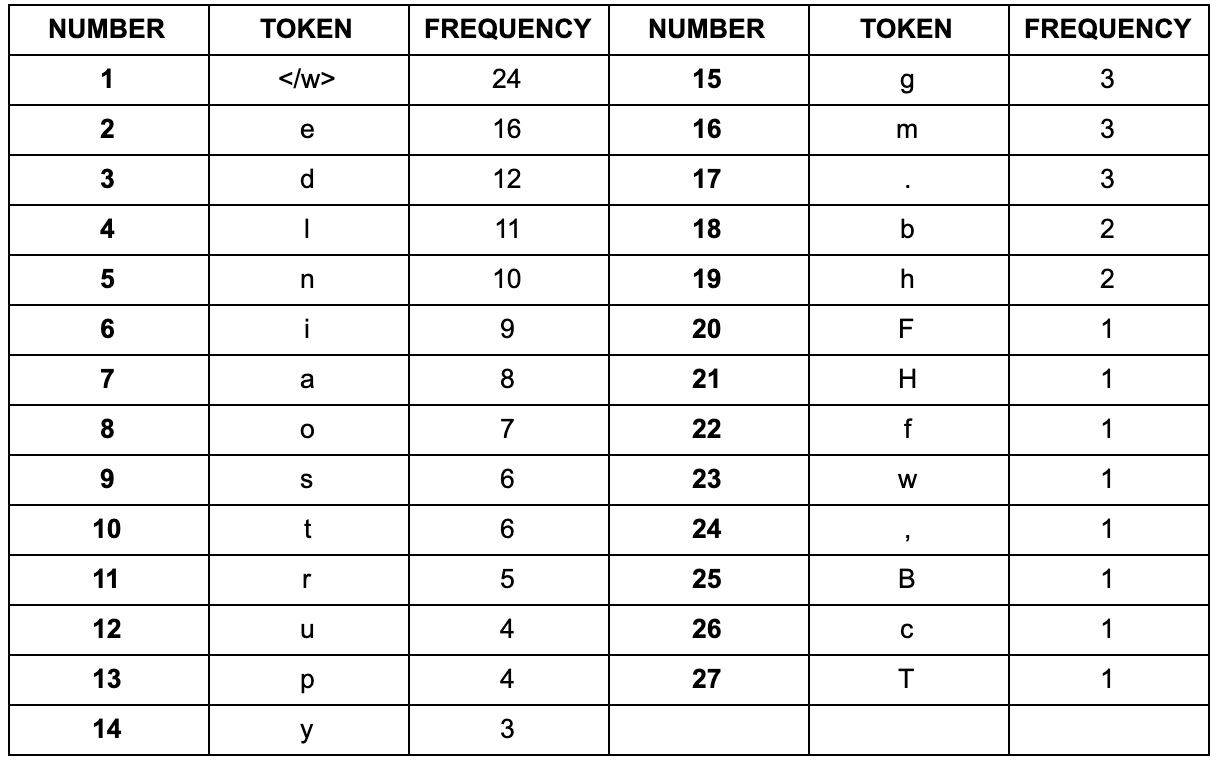 NUMBER TOKEN FREQUENCY NUMBER TOKEN FREQUENCY
1 </w> 24 15 g 3
2 e 16 16 m 3
3 d 12 17 . 3
4 l 11 18 b 2
5 n 10 19 h 2
6 i 9 20 F 1
7 a 8 21 H 1
8 o 7 22 f 1
9 s 6 23 w 1
10 t 6 24 , 1
11 r 5 25 B 1
12 u 4 26 c 1
13 p 4 27 T 1
14 y 3